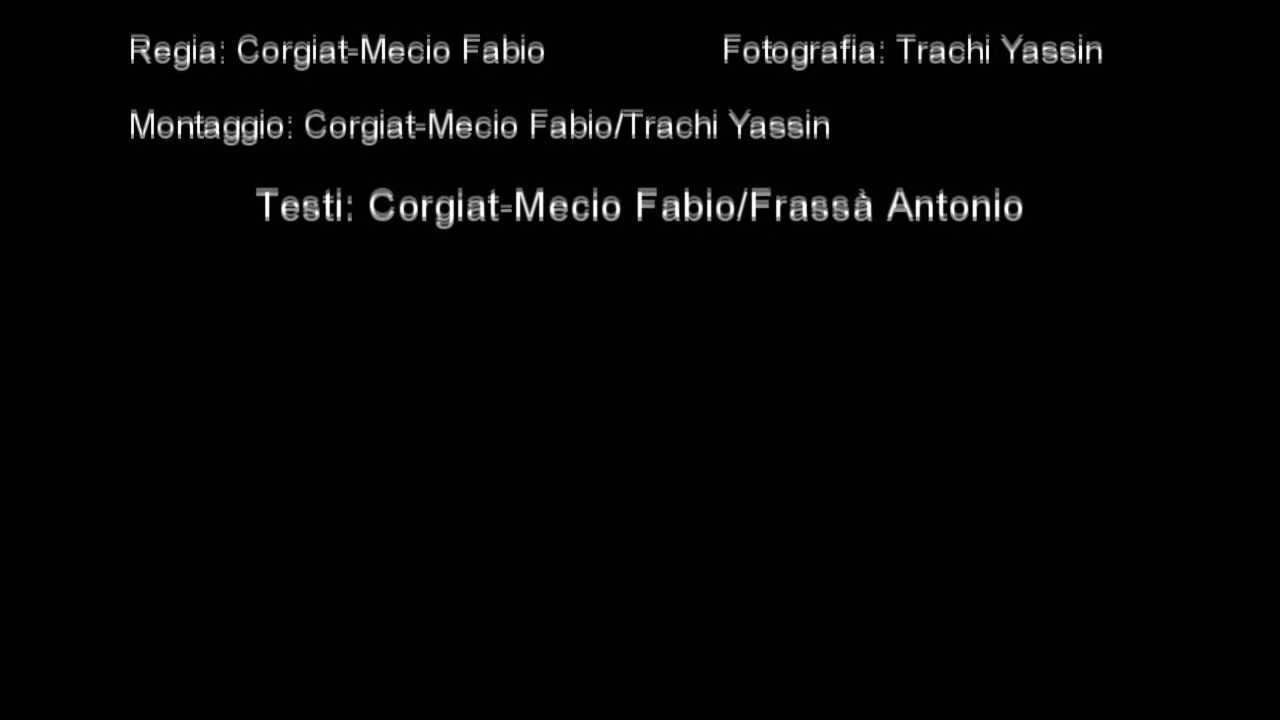 Regia: Corgiat-Mecio Fabio Fotografia: Trachi Yassin
Montaggio: Corgiat-Mecio Fabio/Trachi Yassin
Testi: Corgiat-Mecio Fabio/Frassà Antonio